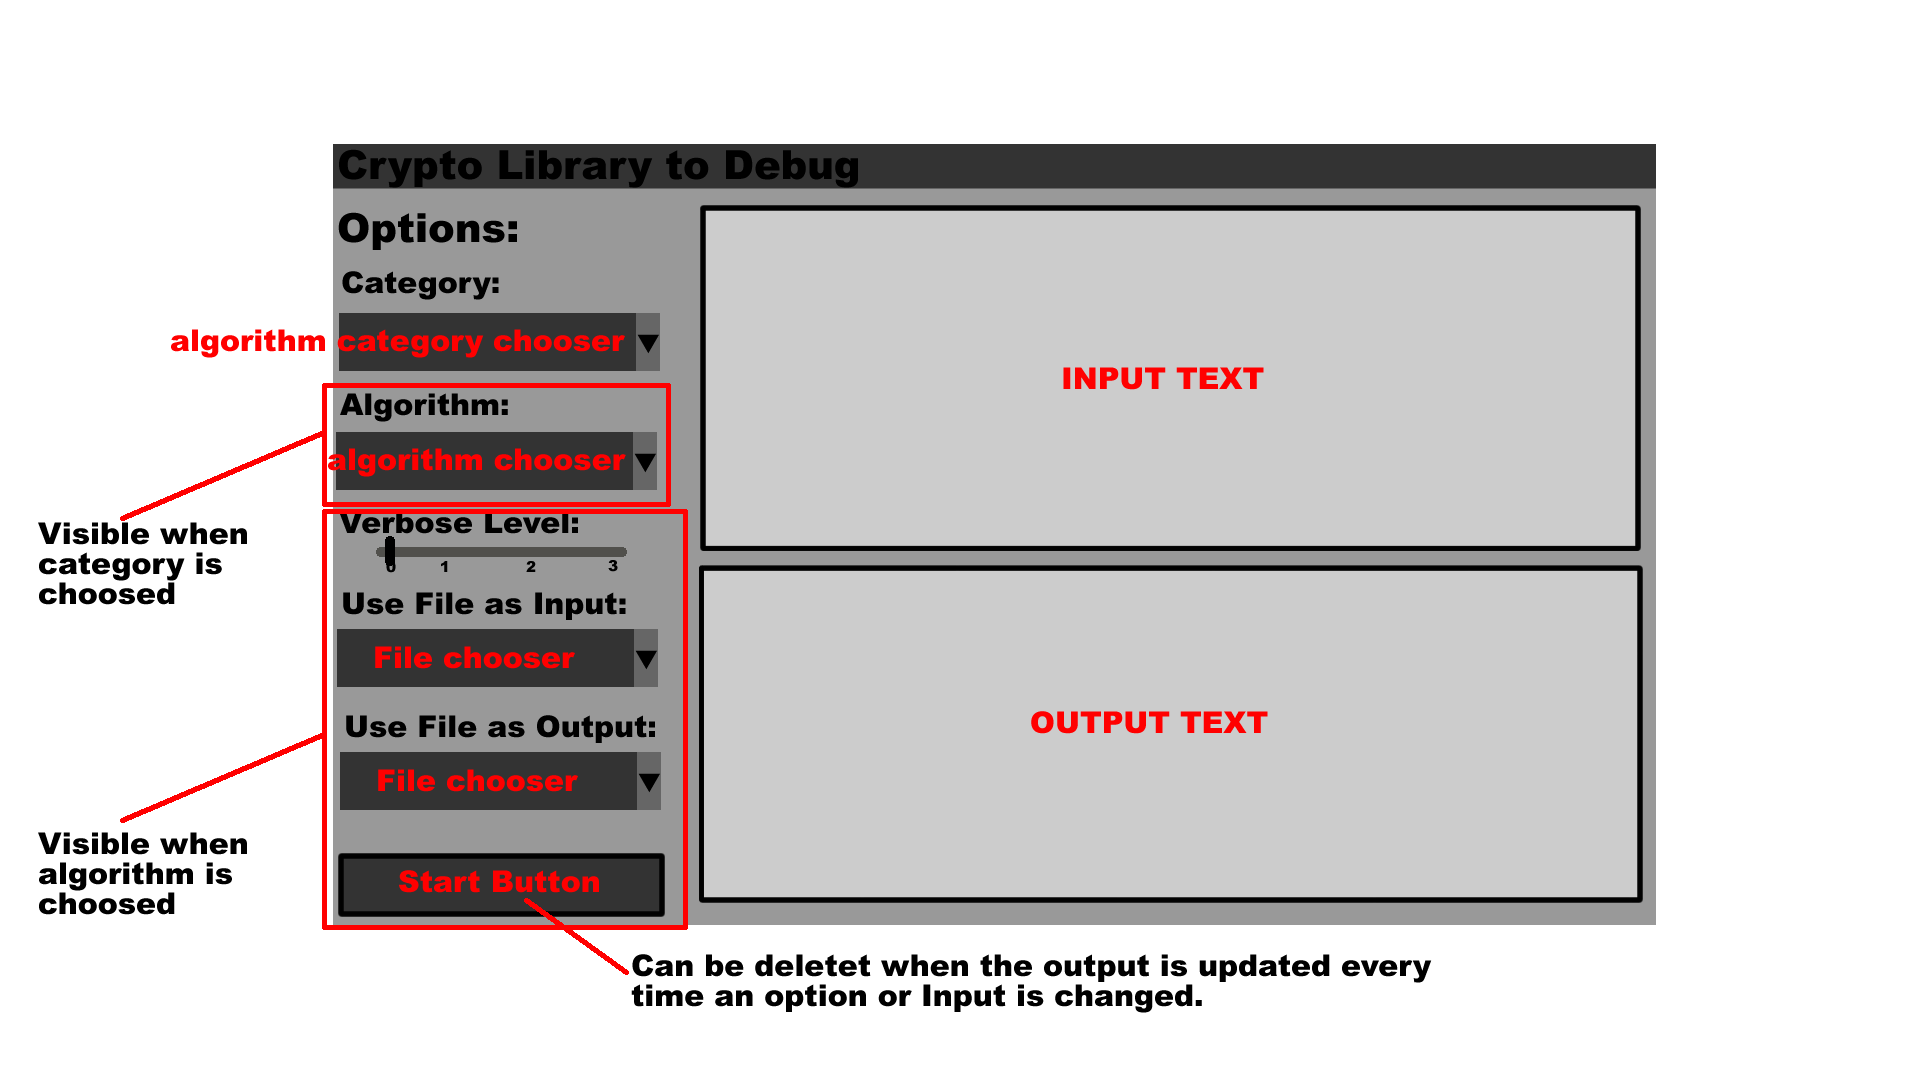 Crypto Library to Debug
Options:
Category:
algorithm category chooser
Algorithm:
algorithm chooser
Visible when
category is
choosed
Verbose Level:
0 1 2 3
Use File as Input:
File chooser
Use File as Output:
File chooser
Visible when
algorithm is
choosed
Start Button
INPUT TEXT
OUTPUT TEXT
Can be deletet when the output is updated every
time an option or Input is changed.